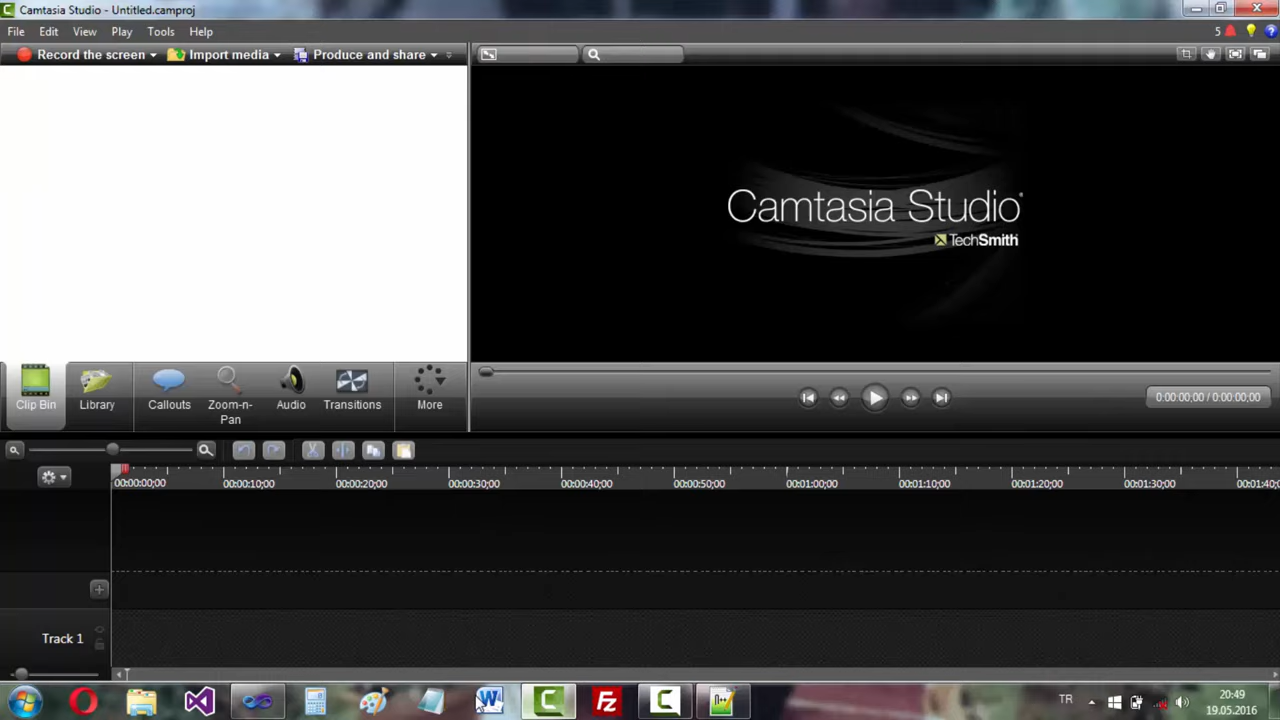 Camtasia Studio - Untitled.camproj
File Edit View Play Tools Help
5
Record the screen Import media Produce and share
Camtasia Studio®
TechSmith
Clip Bin Library Callouts Zoom-n-Pan Audio Transitions More
0:00:00,00 / 0:00:00,00
00:00:00;00 00:00:10;00 00:00:20;00 00:00:30;00 00:00:40;00 00:00:50;00 00:01:00;00 00:01:10;00 00:01:20;00 00:01:30;00 00:01:40;0
Track 1
TR
20:49
19.05.2016